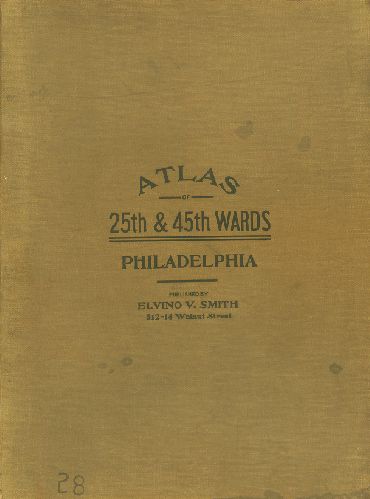 ATLAS
OF
25th & 45th WARDS
PHILADELPHIA
PUBLISHED BY
ELVINO V. SMITH
512-14 Walnut Street
28